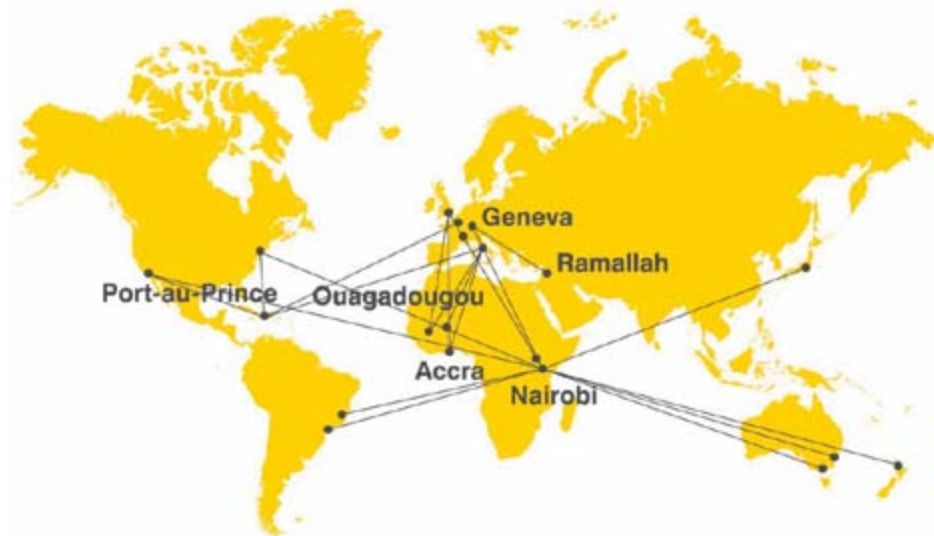 Geneva
Ramallah
Port-au-Prince
Ouagadougou
Accra
Nairobi